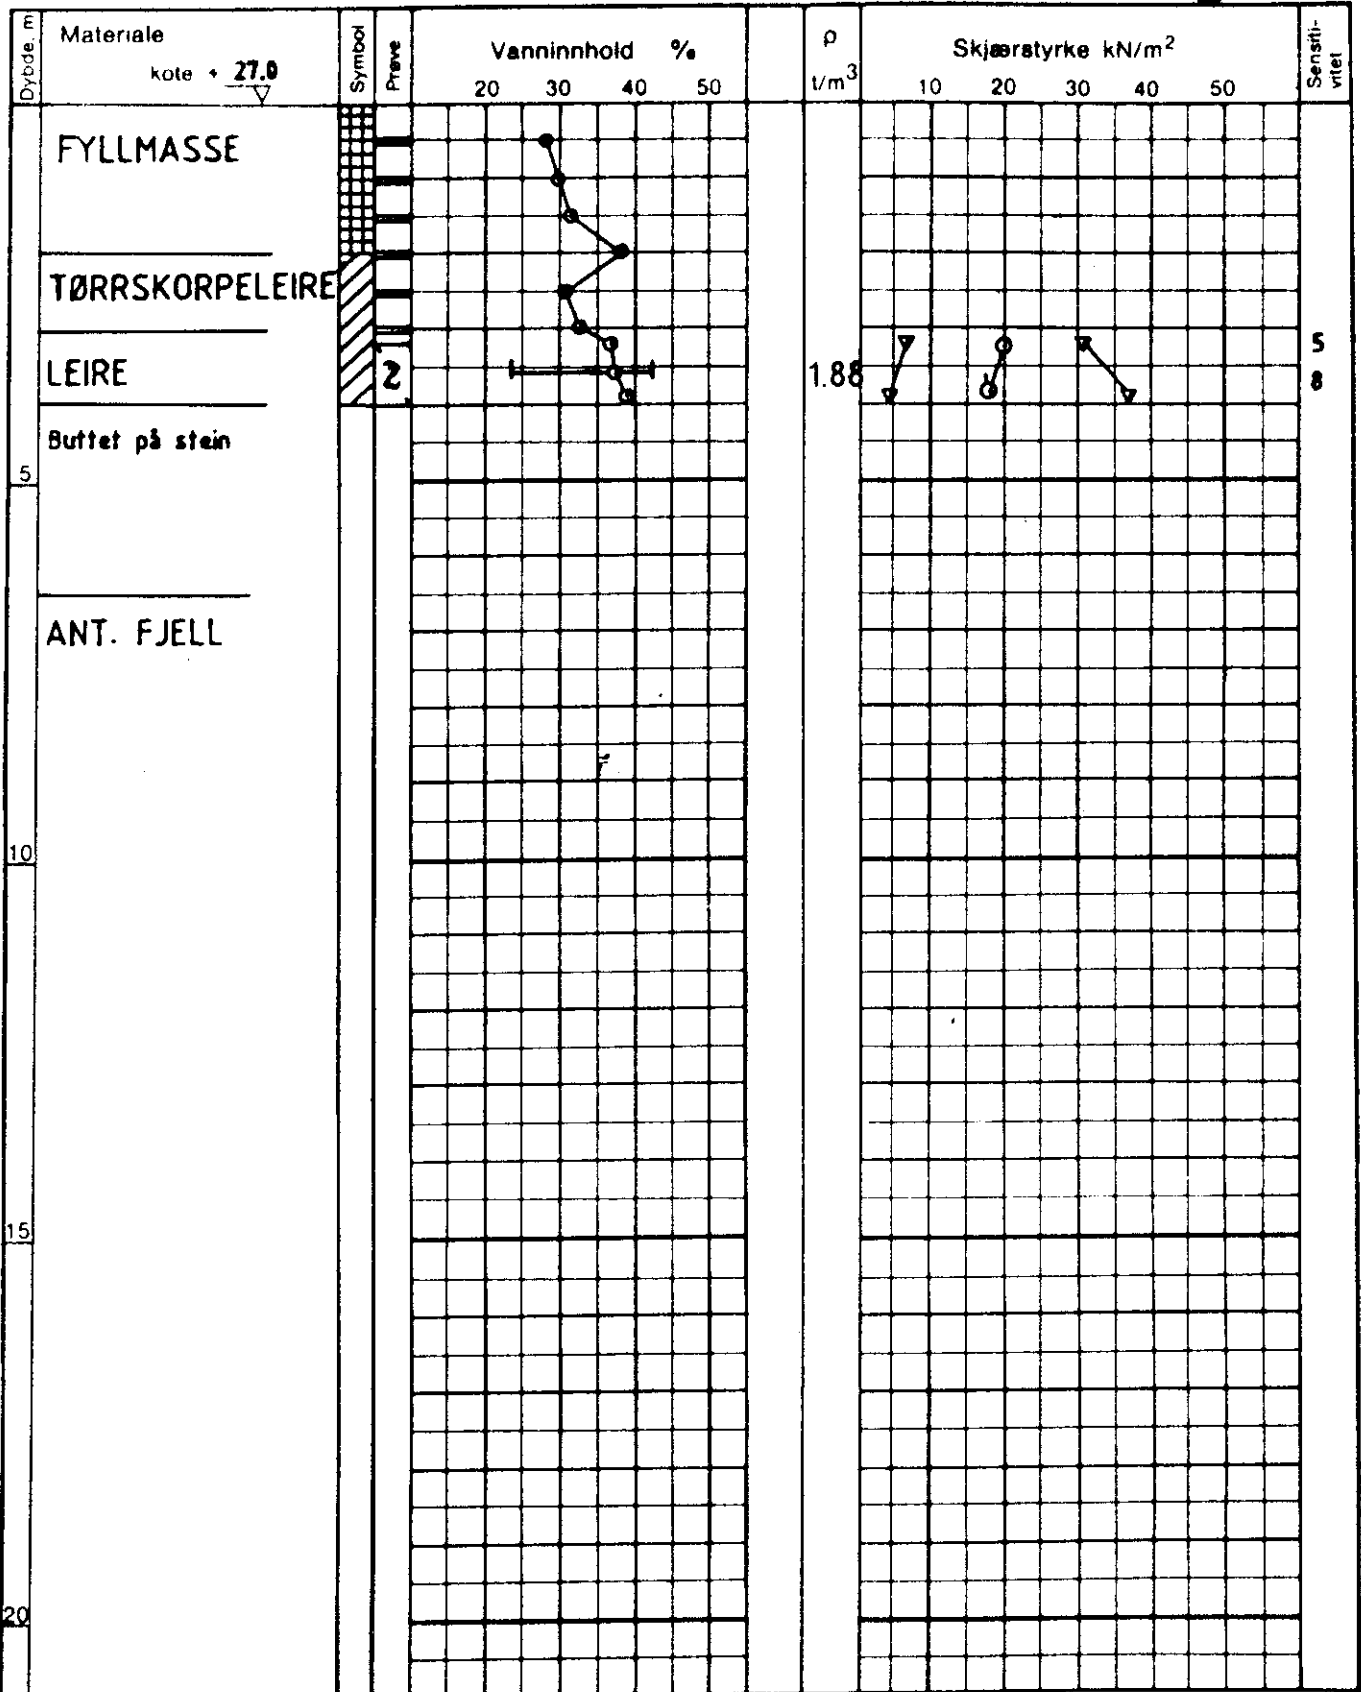 Dybde, m
Materiale
kote + 27.0
Symbol
Prøve
Vanninnhold %
20 30 40 50
ρ
t/m³
Skjærstyrke kN/m²
10 20 30 40 50
Sensiti-
vitet
FYLLMASSE
TØRRSKORPELEIRE
LEIRE
2
1.88
5
8
Buttet på stein
5
ANT. FJELL
10
15
20